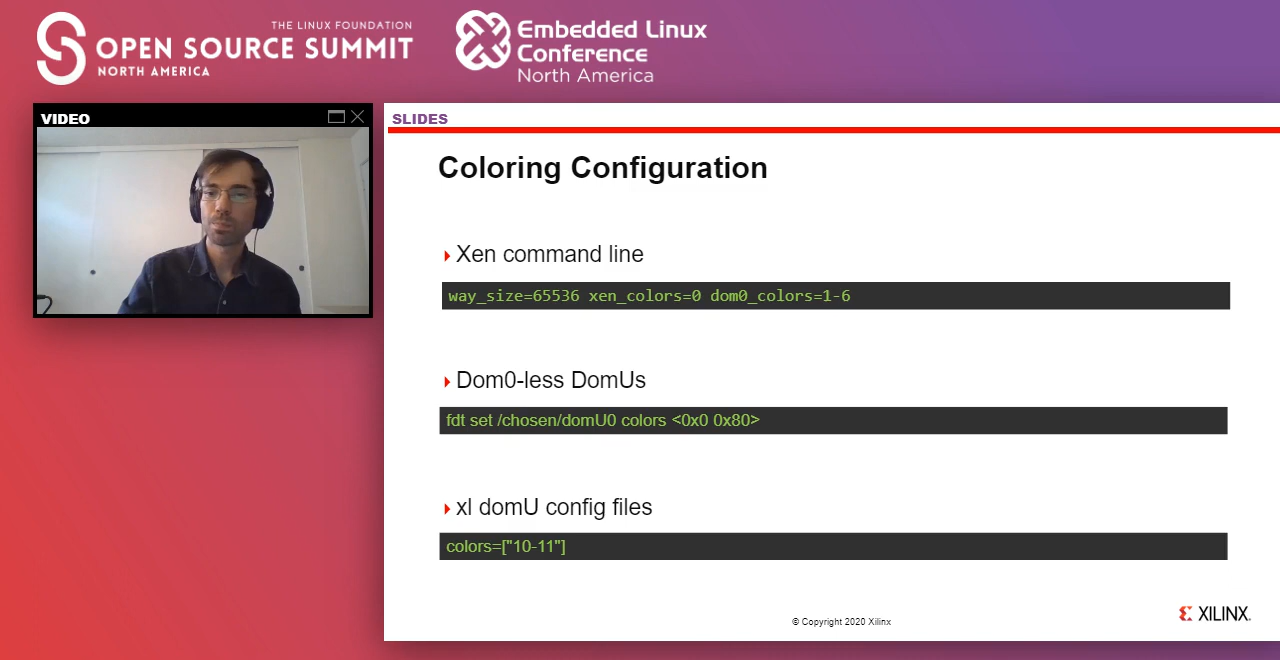 THE LINUX FOUNDATION
OPEN SOURCE SUMMIT
NORTH AMERICA
Embedded Linux
Conference
North America
VIDEO
SLIDES
Coloring Configuration
Xen command line
way_size=65536 xen_colors=0 dom0_colors=1-6
Dom0-less DomUs
fdt set /chosen/domU0 colors <0x0 0x80>
xl domU config files
colors=["10-11"]
© Copyright 2020 Xilinx
XILINX.